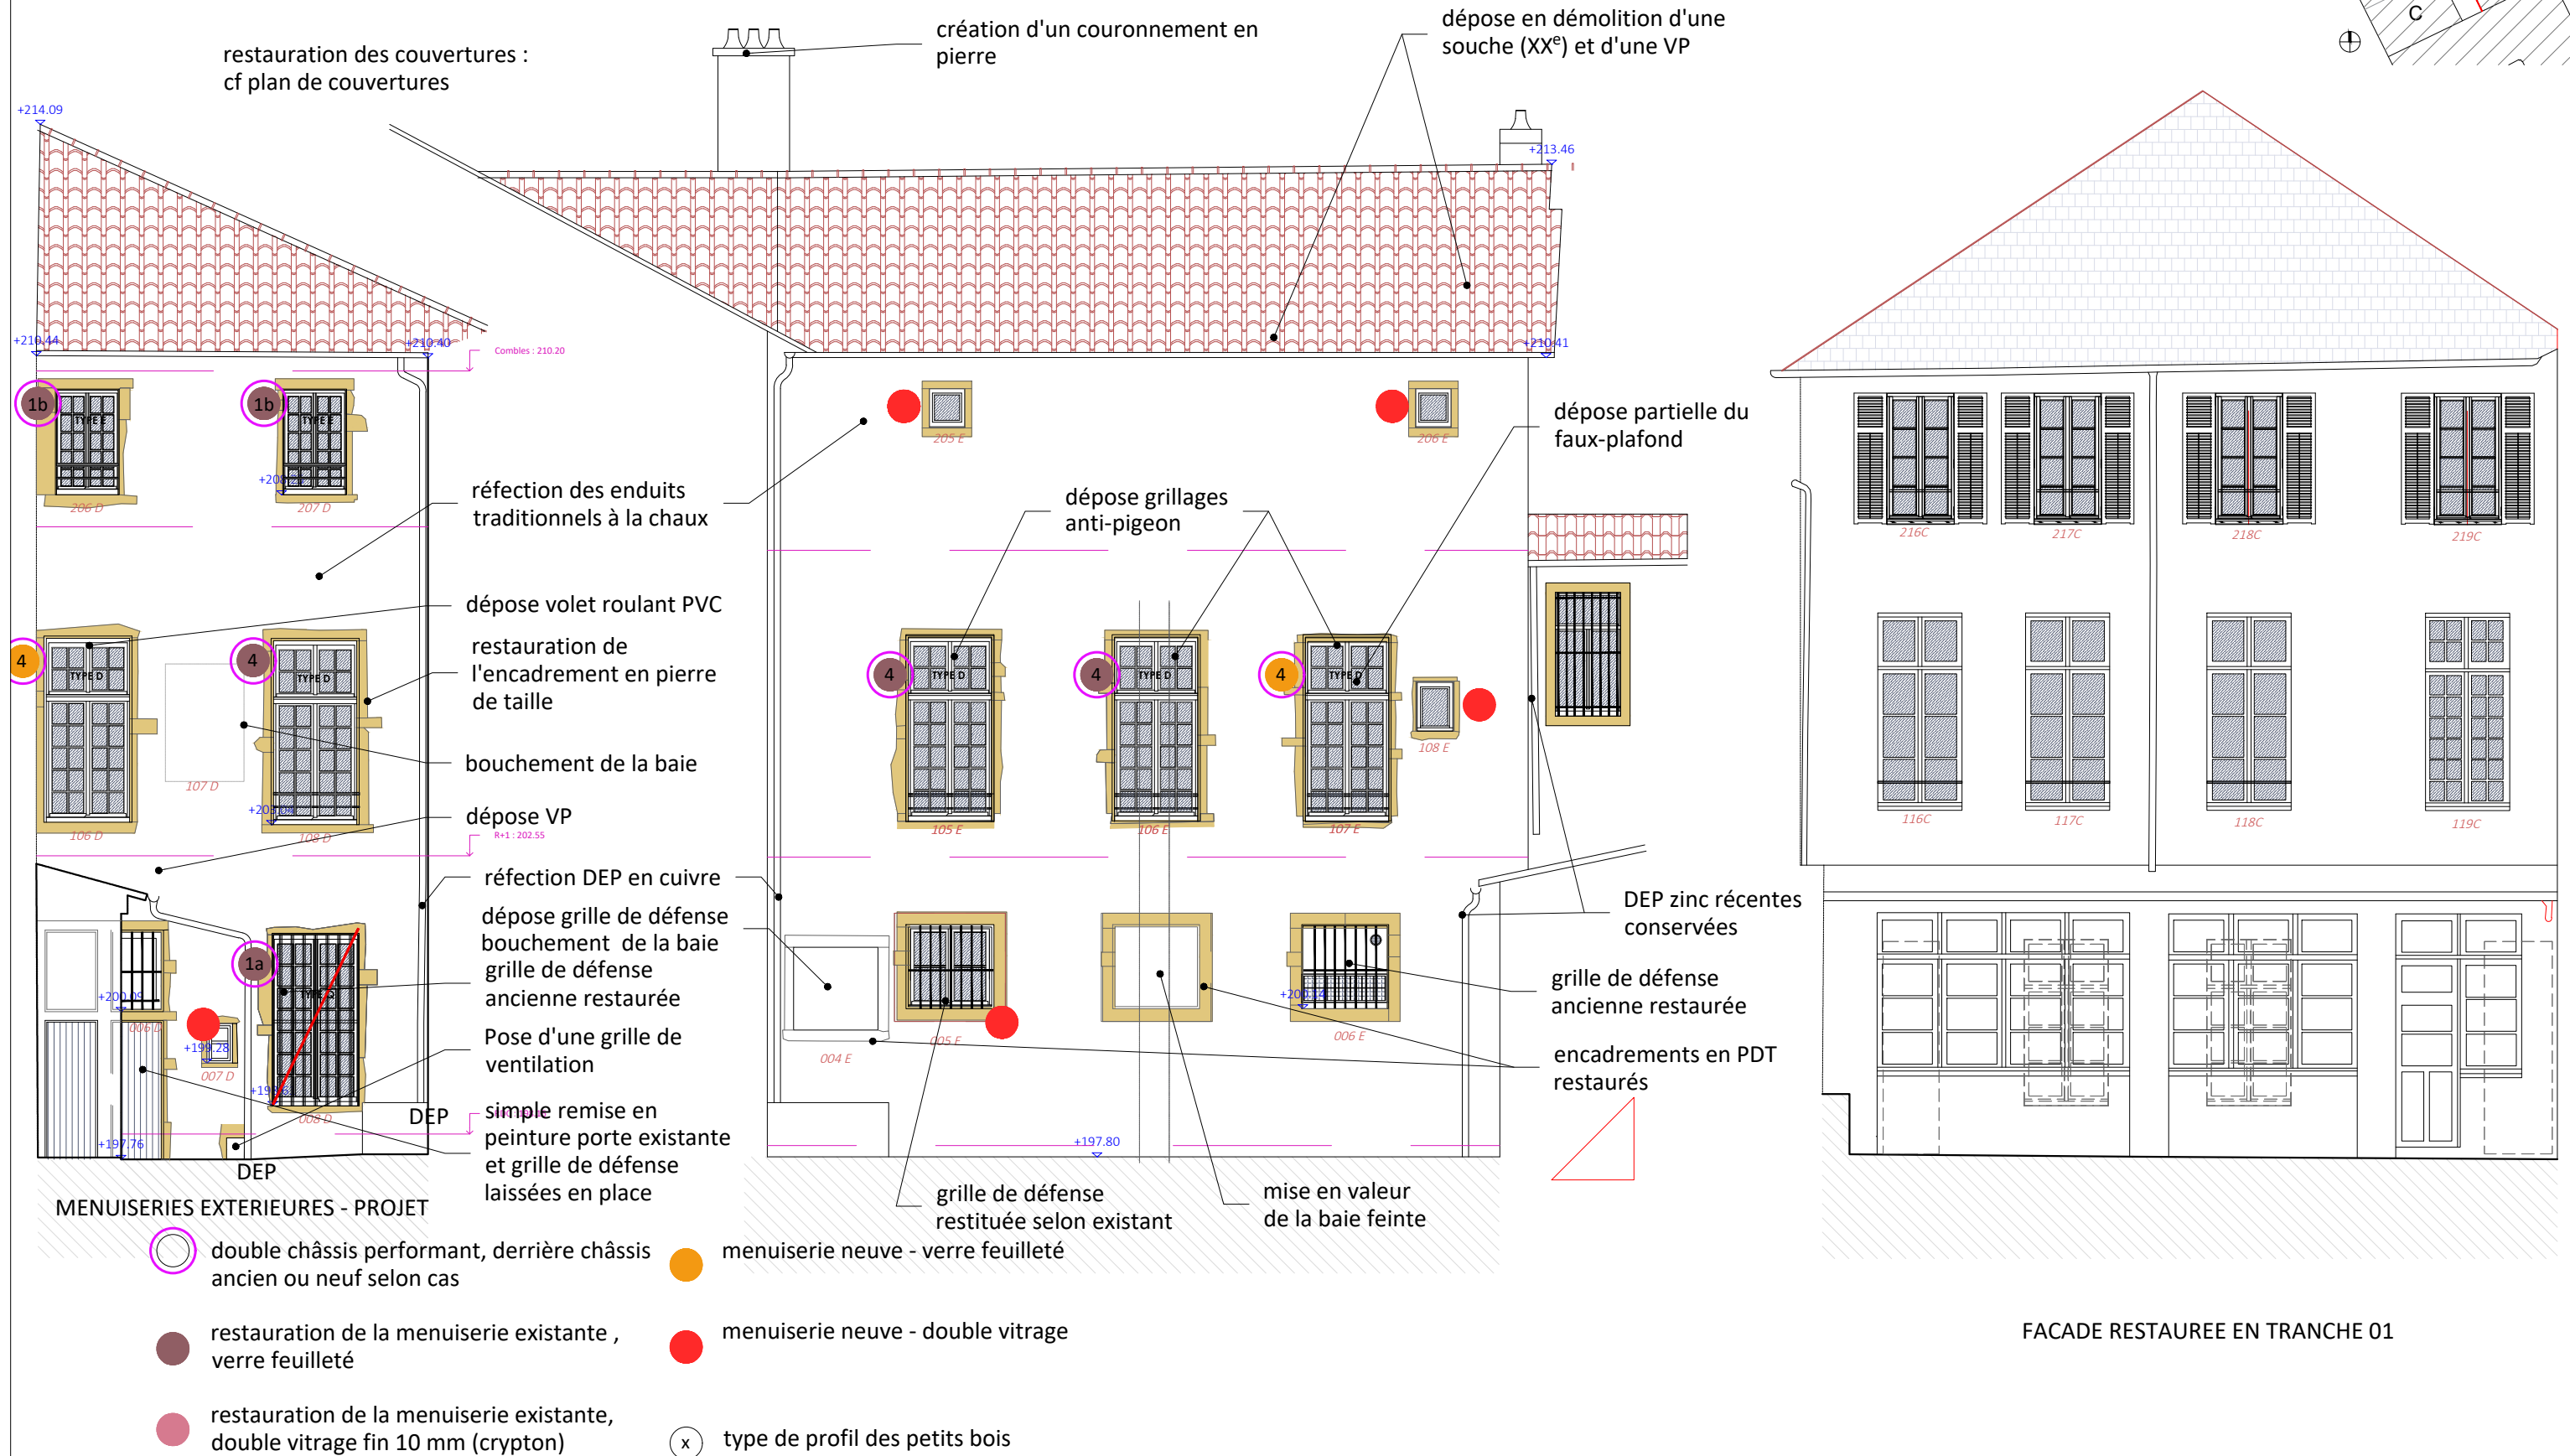 C
restauration des couvertures :
cf plan de couvertures
création d'un couronnement en
pierre
dépose en démolition d'une
souche (XXe) et d'une VP
+214.09
+213.46
+210.44
+210.40
Combles : 210.20
+210.41
1b
TYPE E
1b
TYPE E
206 D
207 D
205 E
206 E
dépose partielle du
faux-plafond
réfection des enduits
traditionnels à la chaux
dépose grillages
anti-pigeon
216C
217C
218C
219C
dépose volet roulant PVC
restauration de
l'encadrement en pierre
de taille
4
TYPE D
4
TYPE D
4
TYPE D
4
TYPE D
4
TYPE D
108 E
bouchement de la baie
107 D
106 D
108 D
dépose VP
R+1 : 202.55
105 E
106 E
107 E
116C
117C
118C
119C
réfection DEP en cuivre
dépose grille de défense
bouchement de la baie
grille de défense
ancienne restaurée
DEP zinc récentes
conservées
1a
+200.09
006 D
+199.28
007 D
008 D
Pose d'une grille de
ventilation
grille de défense
ancienne restaurée
004 E
005 E
006 E
encadrements en PDT
restaurés
DEP
simple remise en
peinture porte existante
et grille de défense
laissées en place
+197.76
+197.80
DEP
grille de défense
restituée selon existant
mise en valeur
de la baie feinte
MENUISERIES EXTERIEURES - PROJET
double châssis performant, derrière châssis
ancien ou neuf selon cas
menuiserie neuve - verre feuilleté
restauration de la menuiserie existante ,
verre feuilleté
menuiserie neuve - double vitrage
restauration de la menuiserie existante,
double vitrage fin 10 mm (crypton)
x
type de profil des petits bois
FACADE RESTAUREE EN TRANCHE 01